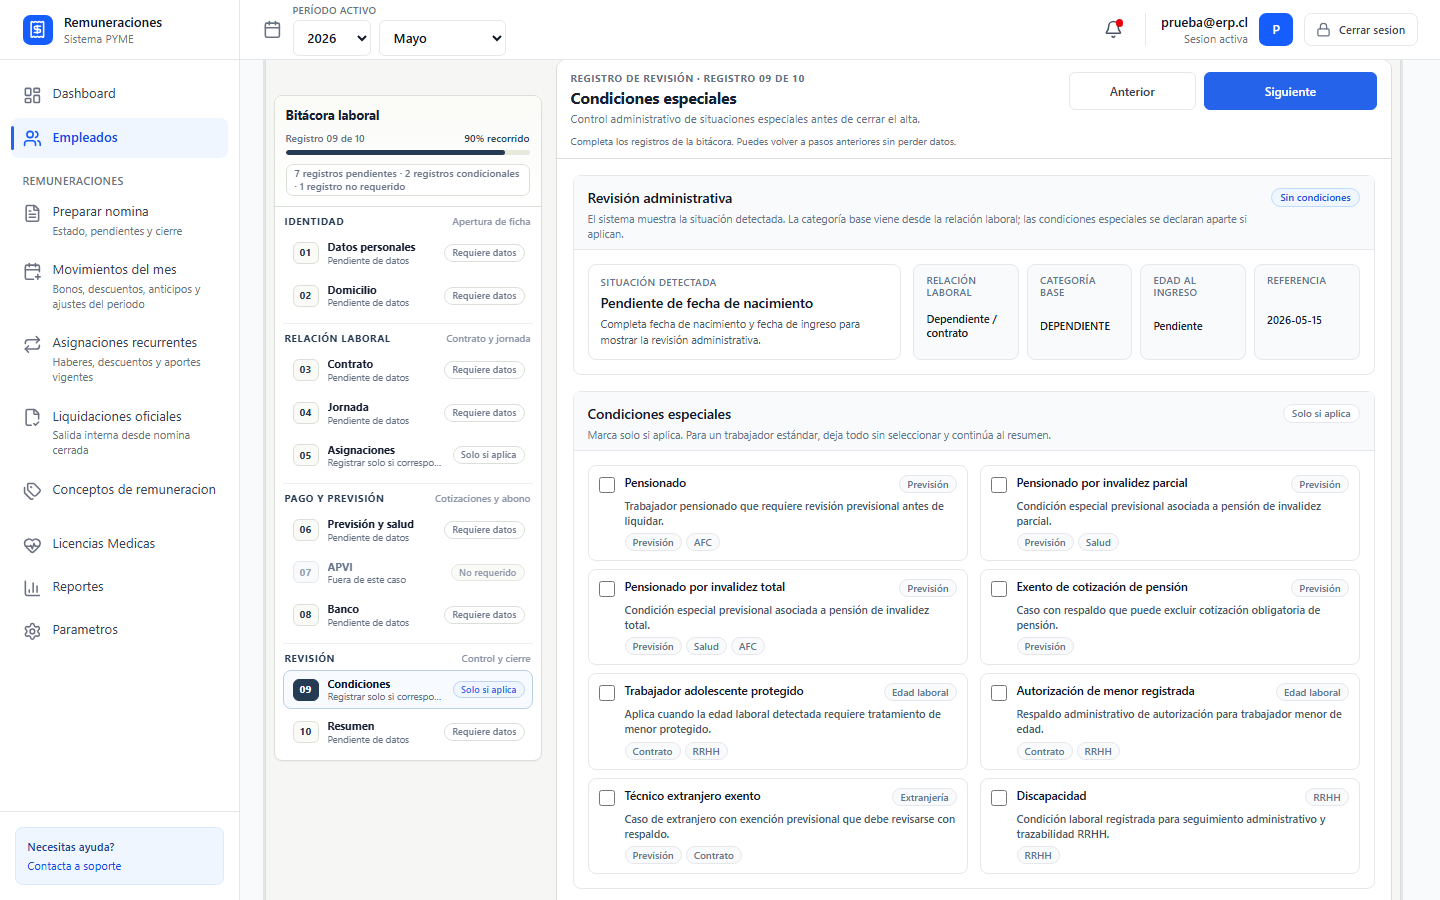 Remuneraciones
Sistema PYME
PERÍODO ACTIVO
2026
Mayo
prueba@erp.cl
Sesion activa
P
Cerrar sesion
Dashboard
Empleados
REMUNERACIONES
Preparar nomina
Estado, pendientes y cierre
Movimientos del mes
Bonos, descuentos, anticipos y
ajustes del periodo
Asignaciones recurrentes
Haberes, descuentos y aportes
vigentes
Liquidaciones oficiales
Salida interna desde nomina
cerrada
Conceptos de remuneracion
Licencias Medicas
Reportes
Parametros
Necesitas ayuda?
Contacta a soporte
Bitácora laboral
Registro 09 de 10
90% recorrido
7 registros pendientes · 2 registros condicionales
· 1 registro no requerido
IDENTIDAD
Apertura de ficha
01
Datos personales
Pendiente de datos
Requiere datos
02
Domicilio
Pendiente de datos
Requiere datos
RELACIÓN LABORAL
Contrato y jornada
03
Contrato
Pendiente de datos
Requiere datos
04
Jornada
Pendiente de datos
Requiere datos
05
Asignaciones
Registrar solo si correspo...
Solo si aplica
PAGO Y PREVISIÓN
Cotizaciones y abono
06
Previsión y salud
Pendiente de datos
Requiere datos
07
APVI
Fuera de este caso
No requerido
08
Banco
Pendiente de datos
Requiere datos
REVISIÓN
Control y cierre
09
Condiciones
Registrar solo si correspo...
Solo si aplica
10
Resumen
Pendiente de datos
Requiere datos
REGISTRO DE REVISIÓN · REGISTRO 09 DE 10
Condiciones especiales
Control administrativo de situaciones especiales antes de cerrar el alta.
Completa los registros de la bitácora. Puedes volver a pasos anteriores sin perder datos.
Anterior
Siguiente
Revisión administrativa
El sistema muestra la situación detectada. La categoría base viene desde la relación laboral; las condiciones especiales se declaran aparte si
aplican.
Sin condiciones
SITUACIÓN DETECTADA
Pendiente de fecha de nacimiento
Completa fecha de nacimiento y fecha de ingreso para
mostrar la revisión administrativa.
RELACIÓN
LABORAL
Dependiente /
contrato
CATEGORÍA
BASE
DEPENDIENTE
EDAD AL
INGRESO
Pendiente
REFERENCIA
2026-05-15
Condiciones especiales
Marca solo si aplica. Para un trabajador estándar, deja todo sin seleccionar y continúa al resumen.
Solo si aplica
Pensionado
Previsión
Trabajador pensionado que requiere revisión previsional antes de
liquidar.
Previsión
AFC
Pensionado por invalidez parcial
Previsión
Condición especial previsional asociada a pensión de invalidez
parcial.
Previsión
Salud
Pensionado por invalidez total
Previsión
Condición especial previsional asociada a pensión de invalidez
total.
Previsión
Salud
AFC
Exento de cotización de pensión
Previsión
Caso con respaldo que puede excluir cotización obligatoria de
pensión.
Previsión
Trabajador adolescente protegido
Edad laboral
Aplica cuando la edad laboral detectada requiere tratamiento de
menor protegido.
Contrato
RRHH
Autorización de menor registrada
Edad laboral
Respaldo administrativo de autorización para trabajador menor de
edad.
Contrato
RRHH
Técnico extranjero exento
Extranjería
Caso de extranjero con exención previsional que debe revisarse con
respaldo.
Previsión
Contrato
Discapacidad
RRHH
Condición laboral registrada para seguimiento administrativo y
trazabilidad RRHH.
RRHH